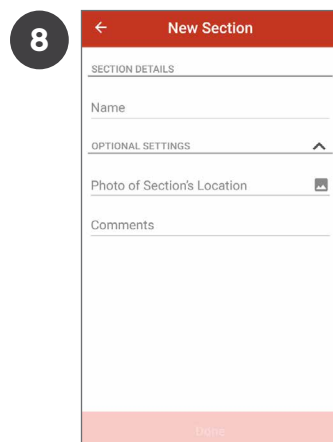 8
New Section
SECTION DETAILS
Name
OPTIONAL SETTINGS
Photo of Section's Location
Comments
Done